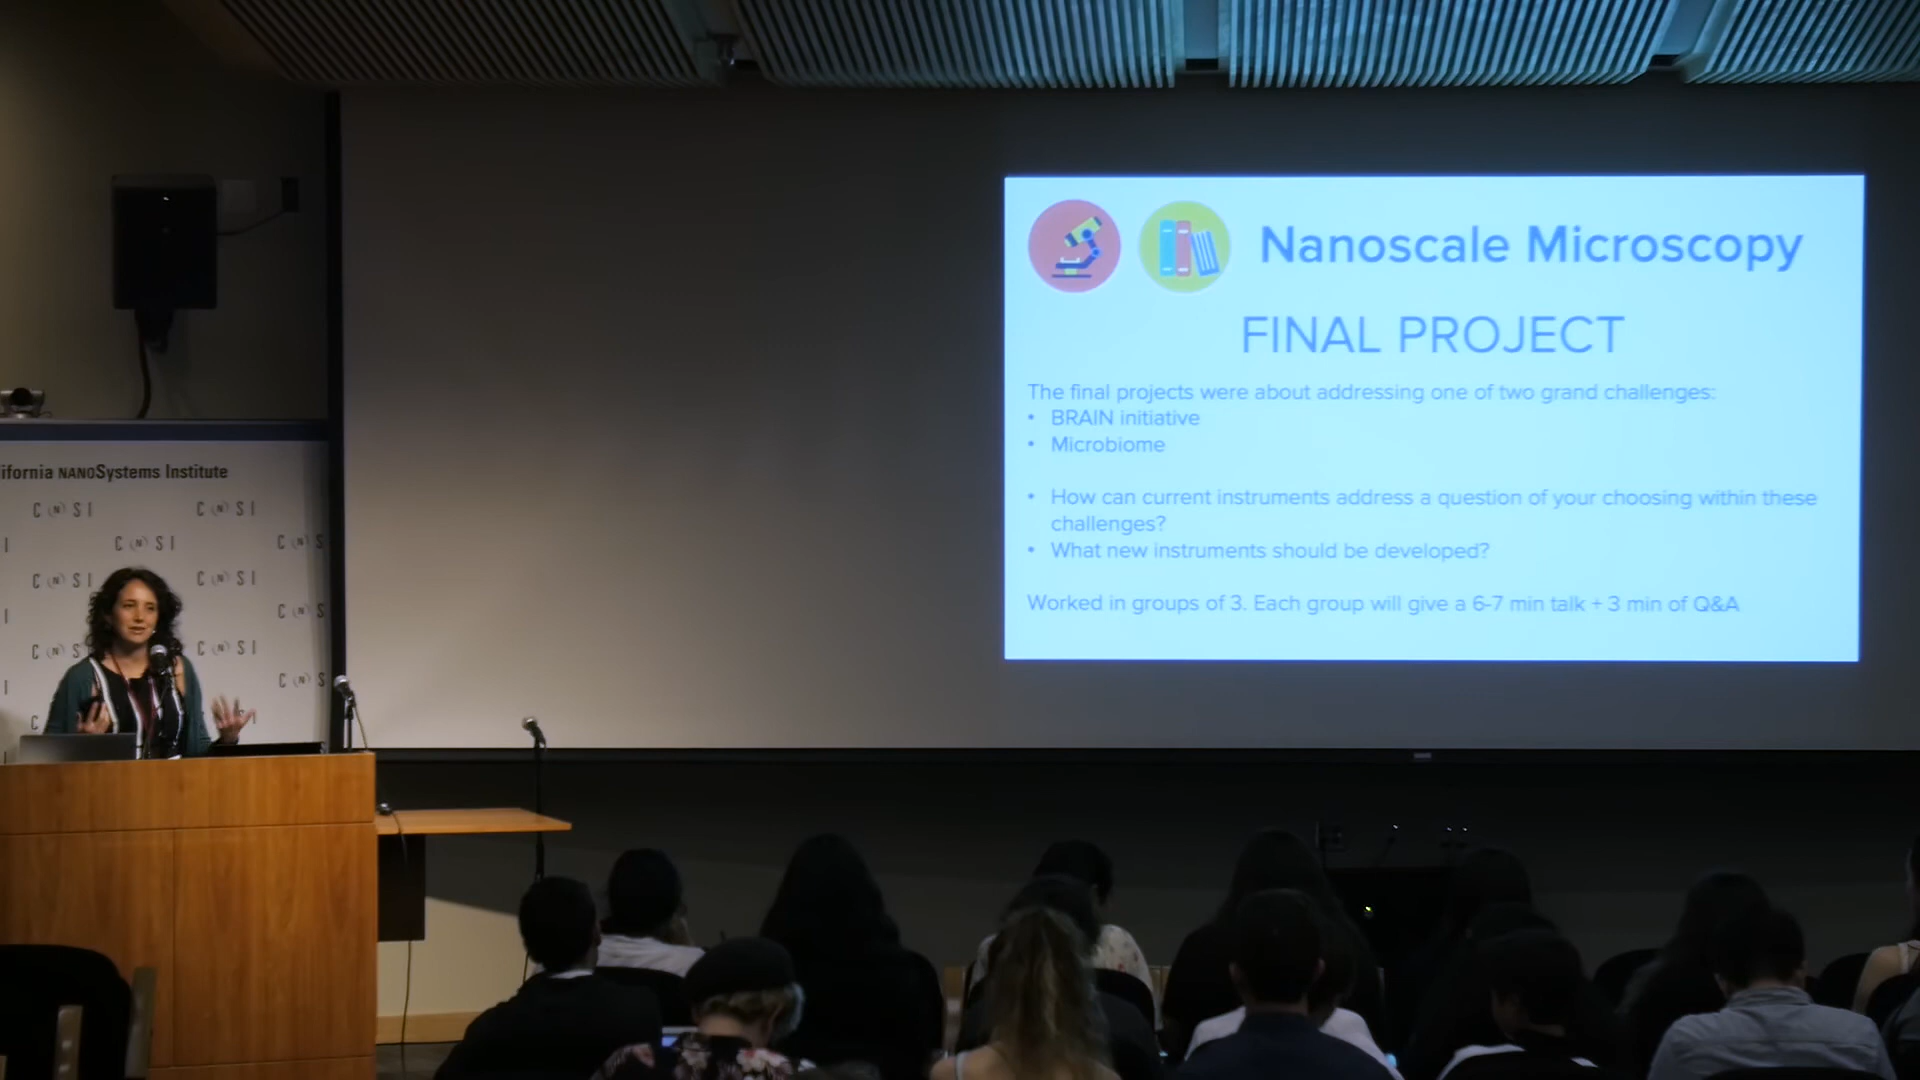 Nanoscale Microscopy
FINAL PROJECT
The final projects were about addressing one of two grand challenges:
• BRAIN initiative
• Microbiome
• How can current instruments address a question of your choosing within these
challenges?
• What new instruments should be developed?
Worked in groups of 3. Each group will give a 6-7 min talk + 3 min of Q&A
ifornia NANOSystems Institute
C (N) S I C (N) S I
I C (N) S I C (N) S
C (N) S I C (N) S I
I C (N) S
C (N) S C (N) S I
I C (N) S
C